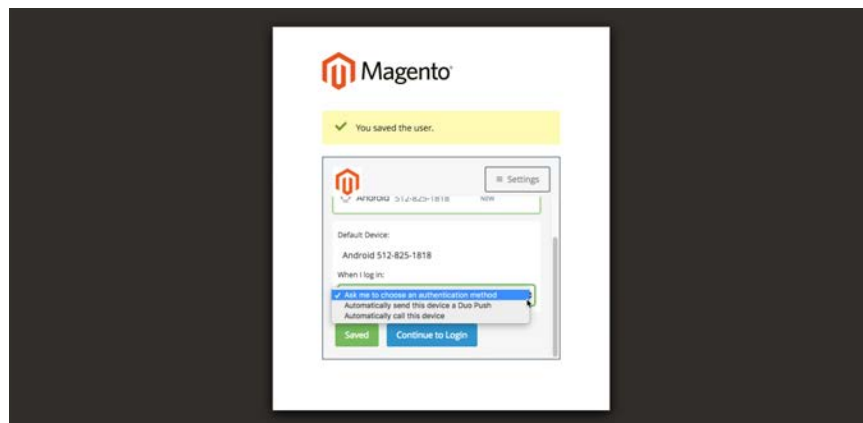 Magento
You saved the user.
Settings
Android 512-825-1818 New
Default Device:
Android 512-825-1818
When I log in:
Ask me to choose an authentication method
Automatically send this device a Duo Push
Automatically call this device
Saved Continue to Login